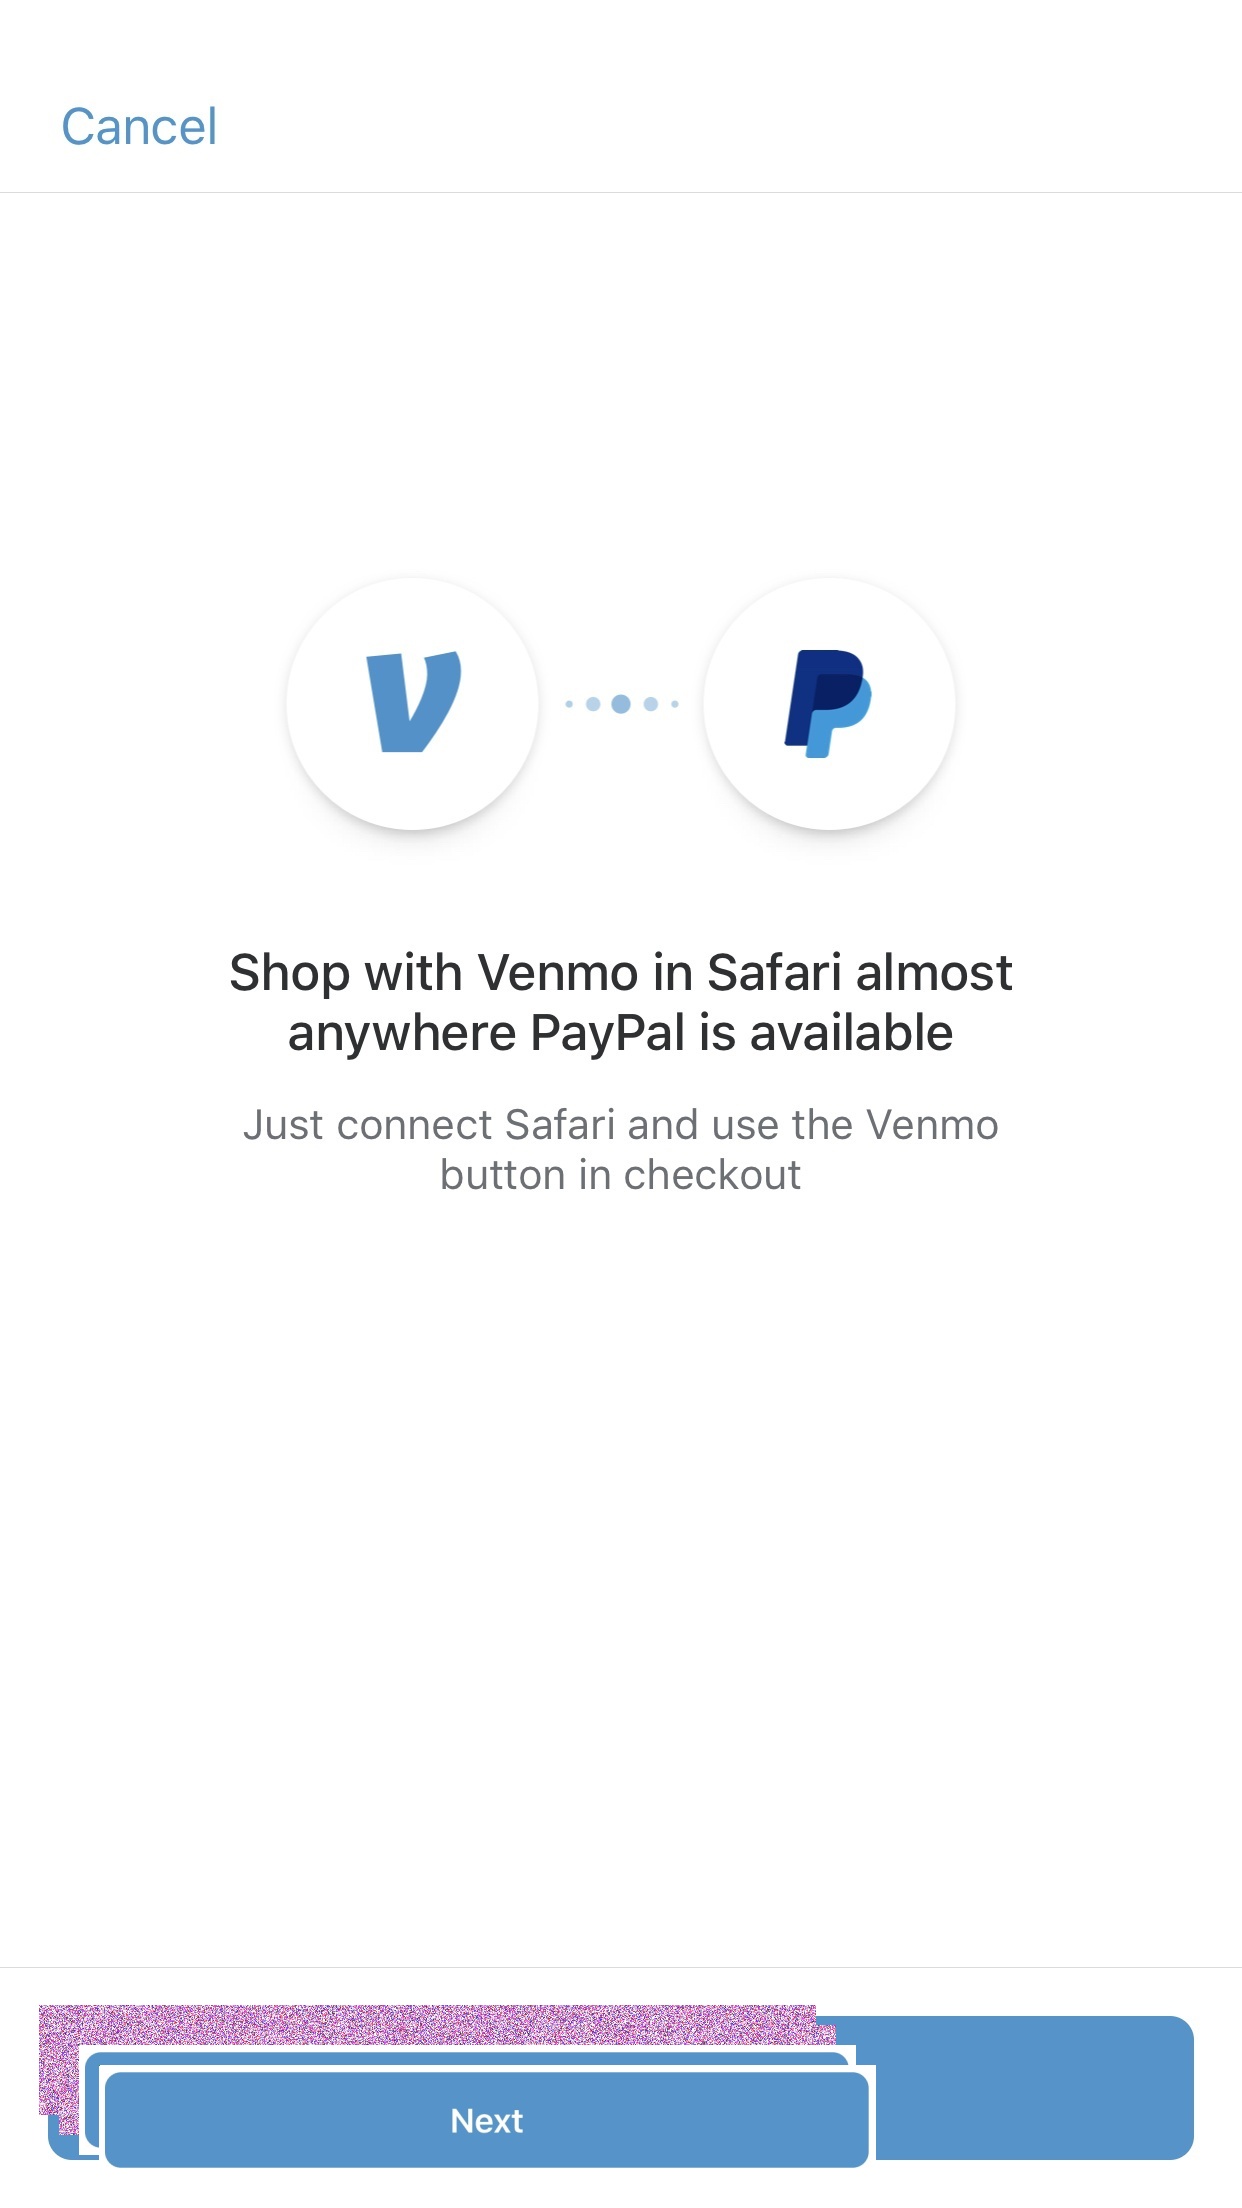 Cancel
Shop with Venmo in Safari almost
anywhere PayPal is available
Just connect Safari and use the Venmo
button in checkout
Next